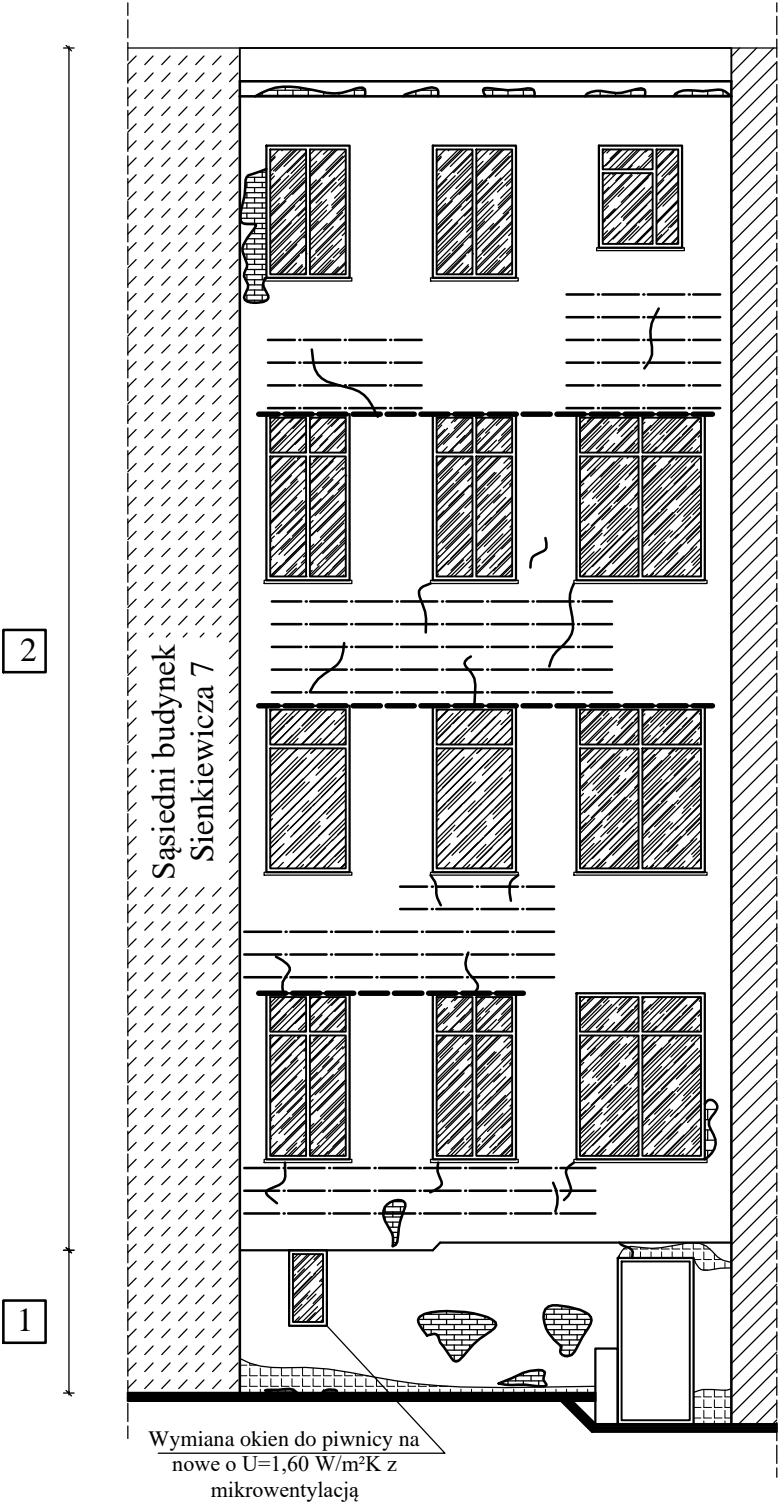 2
Sąsiedni budynek
Sienkiewicza 7
1
Wymiana okien do piwnicy na
nowe o U=1,60 W/m²K z
mikrowentylacją